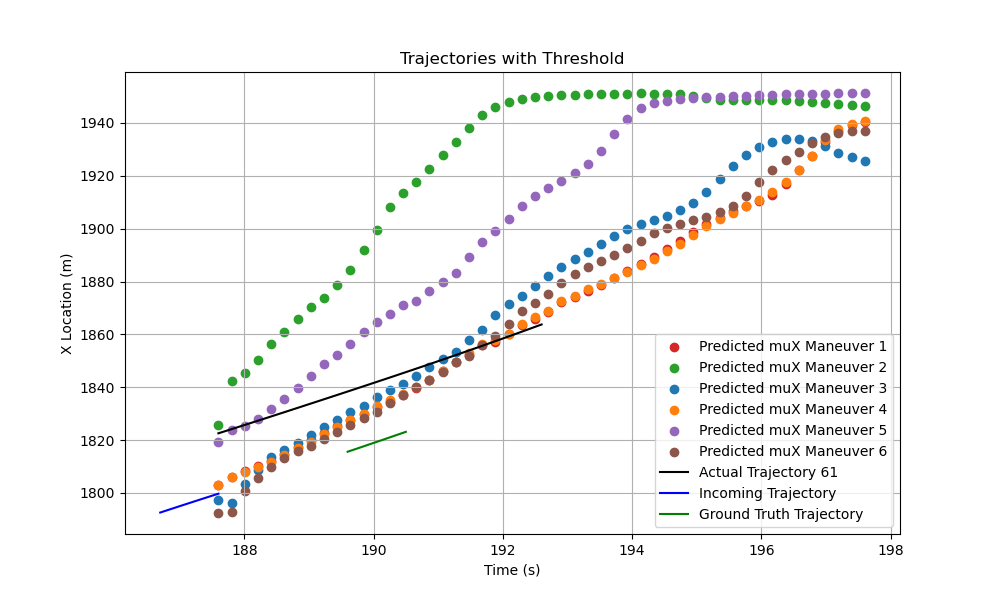 Trajectories with Threshold
X Location (m)
1940
1920
1900
1880
1860
1840
1820
1800
Predicted muX Maneuver 1
Predicted muX Maneuver 2
Predicted muX Maneuver 3
Predicted muX Maneuver 4
Predicted muX Maneuver 5
Predicted muX Maneuver 6
Actual Trajectory 61
Incoming Trajectory
Ground Truth Trajectory
188
190
192
194
196
198
Time (s)